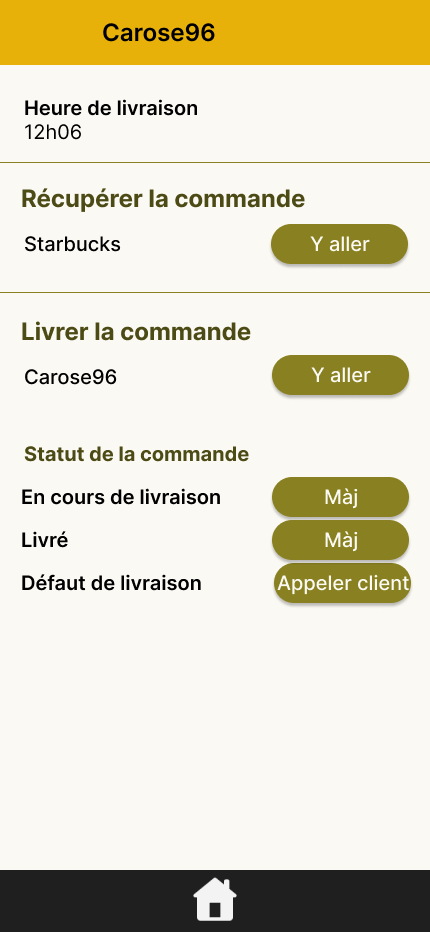 Carose96
Heure de livraison
12h06
Récupérer la commande
Starbucks
Y aller
Livrer la commande
Carose96
Y aller
Statut de la commande
En cours de livraison
Màj
Livré
Màj
Défaut de livraison
Appeler client